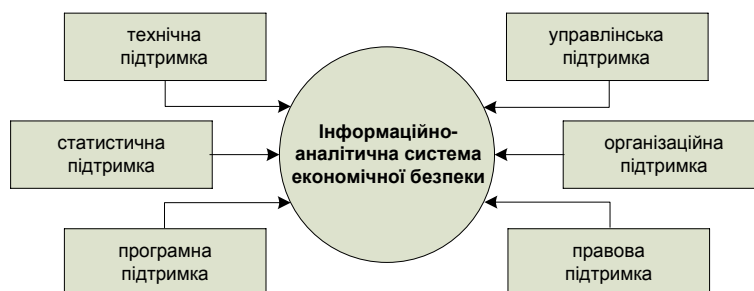 технічна
підтримка
управлінська
підтримка
статистична
підтримка
Інформаційно-
аналітична система
економічної безпеки
організаційна
підтримка
програмна
підтримка
правова
підтримка